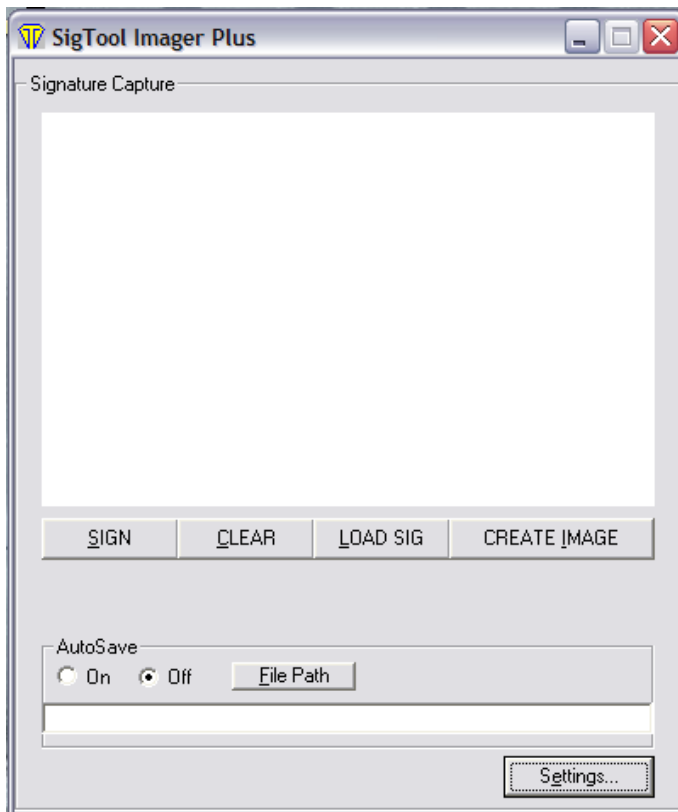 SigTool Imager Plus
Signature Capture
SIGN CLEAR LOAD SIG CREATE IMAGE
AutoSave
On Off File Path
Settings...